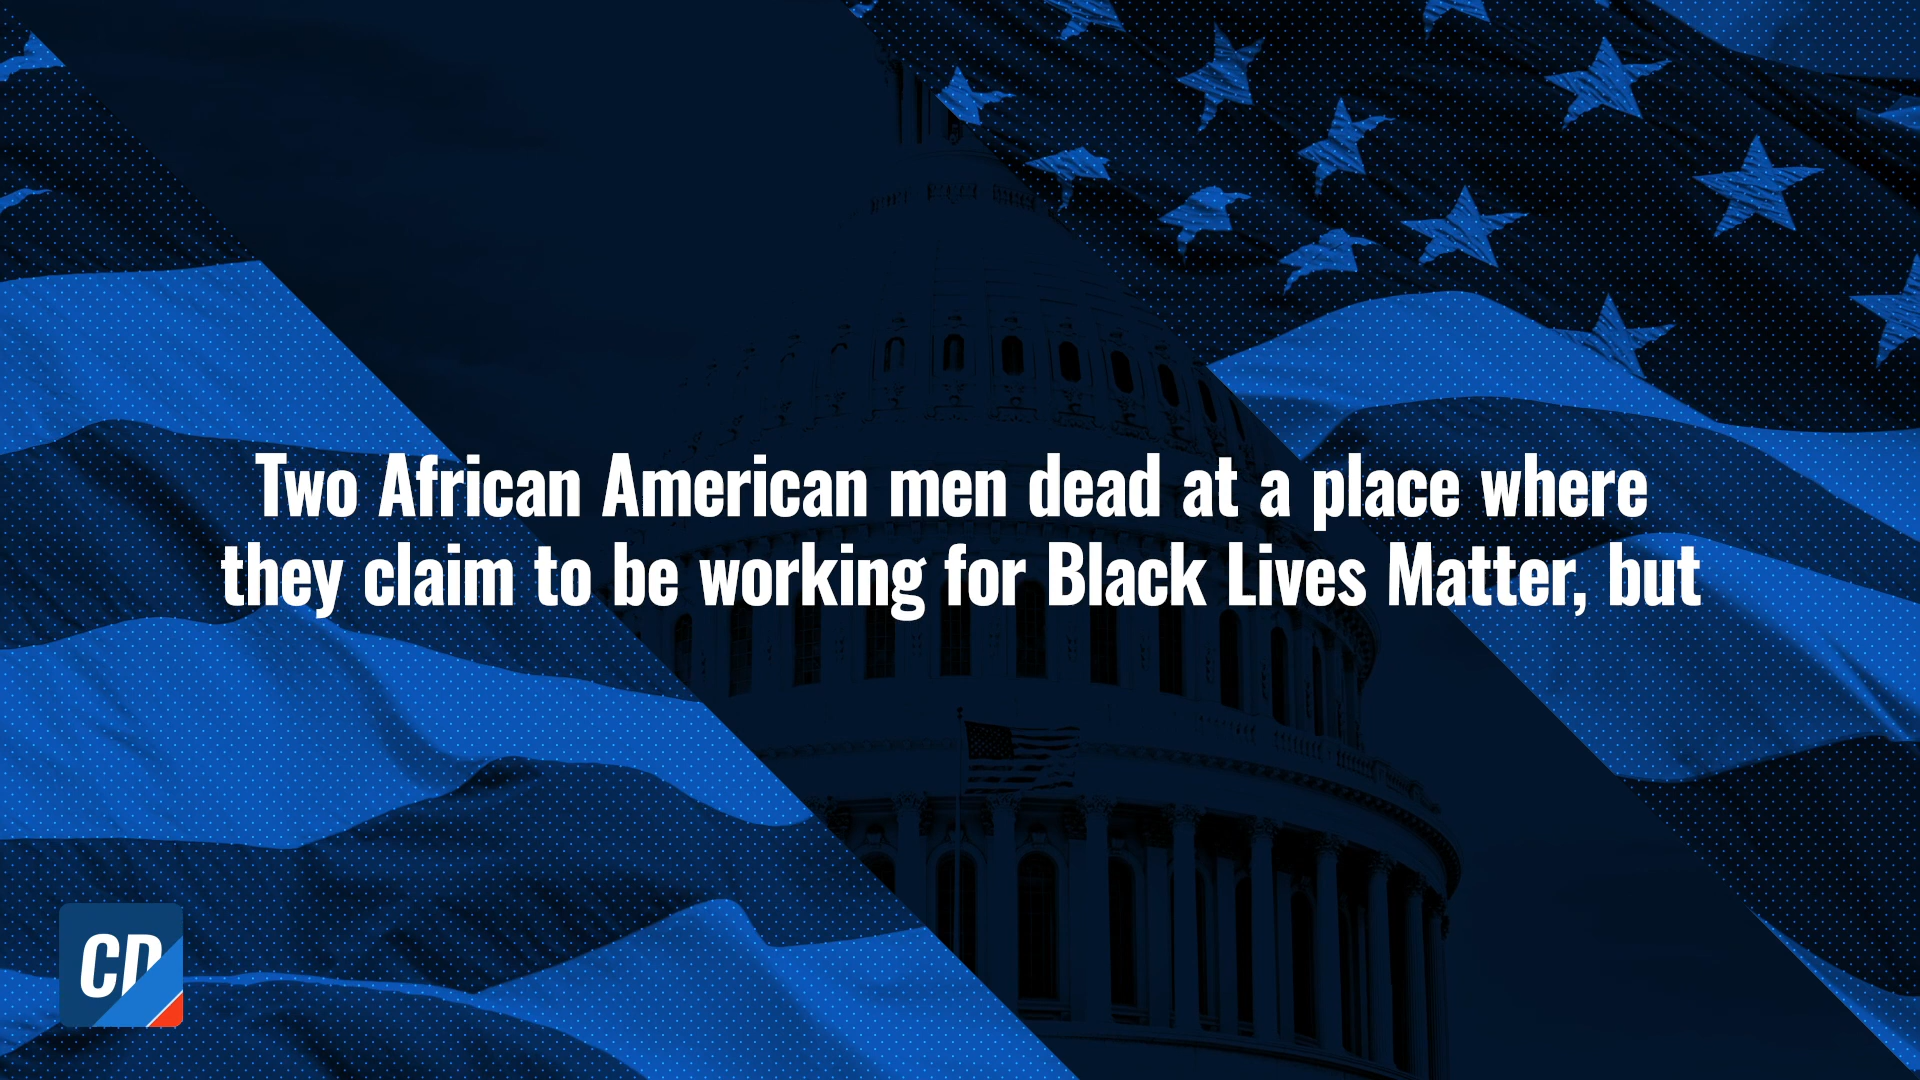 Two African American men dead at a place where
they claim to be working for Black Lives Matter, but
CD